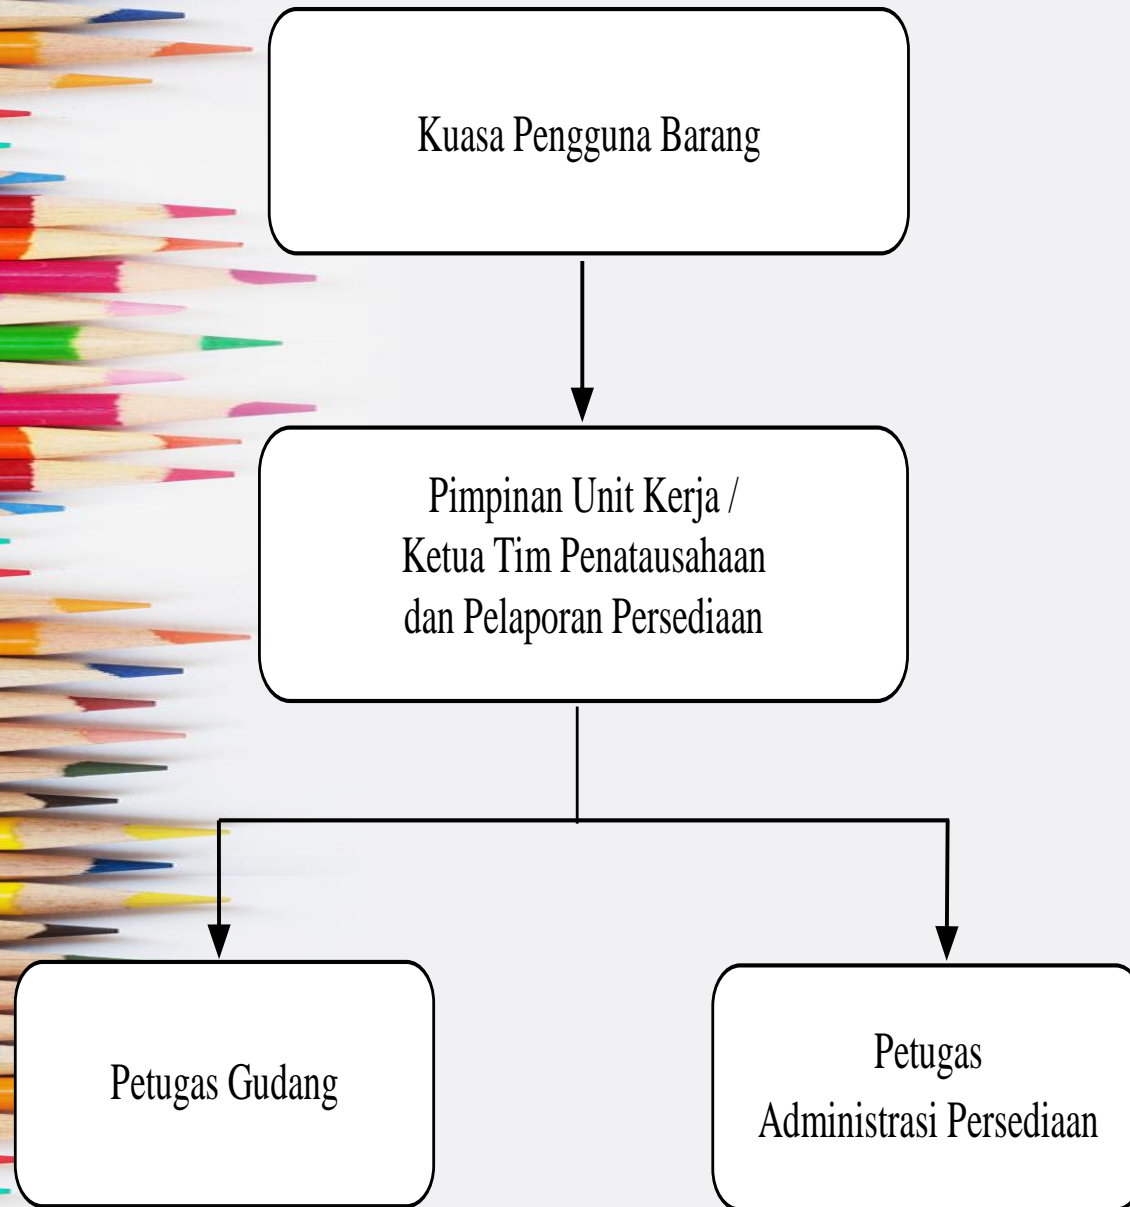 Kuasa Pengguna Barang
Pimpinan Unit Kerja /
Ketua Tim Penatausahaan
dan Pelaporan Persediaan
Petugas Gudang
Petugas
Administrasi Persediaan